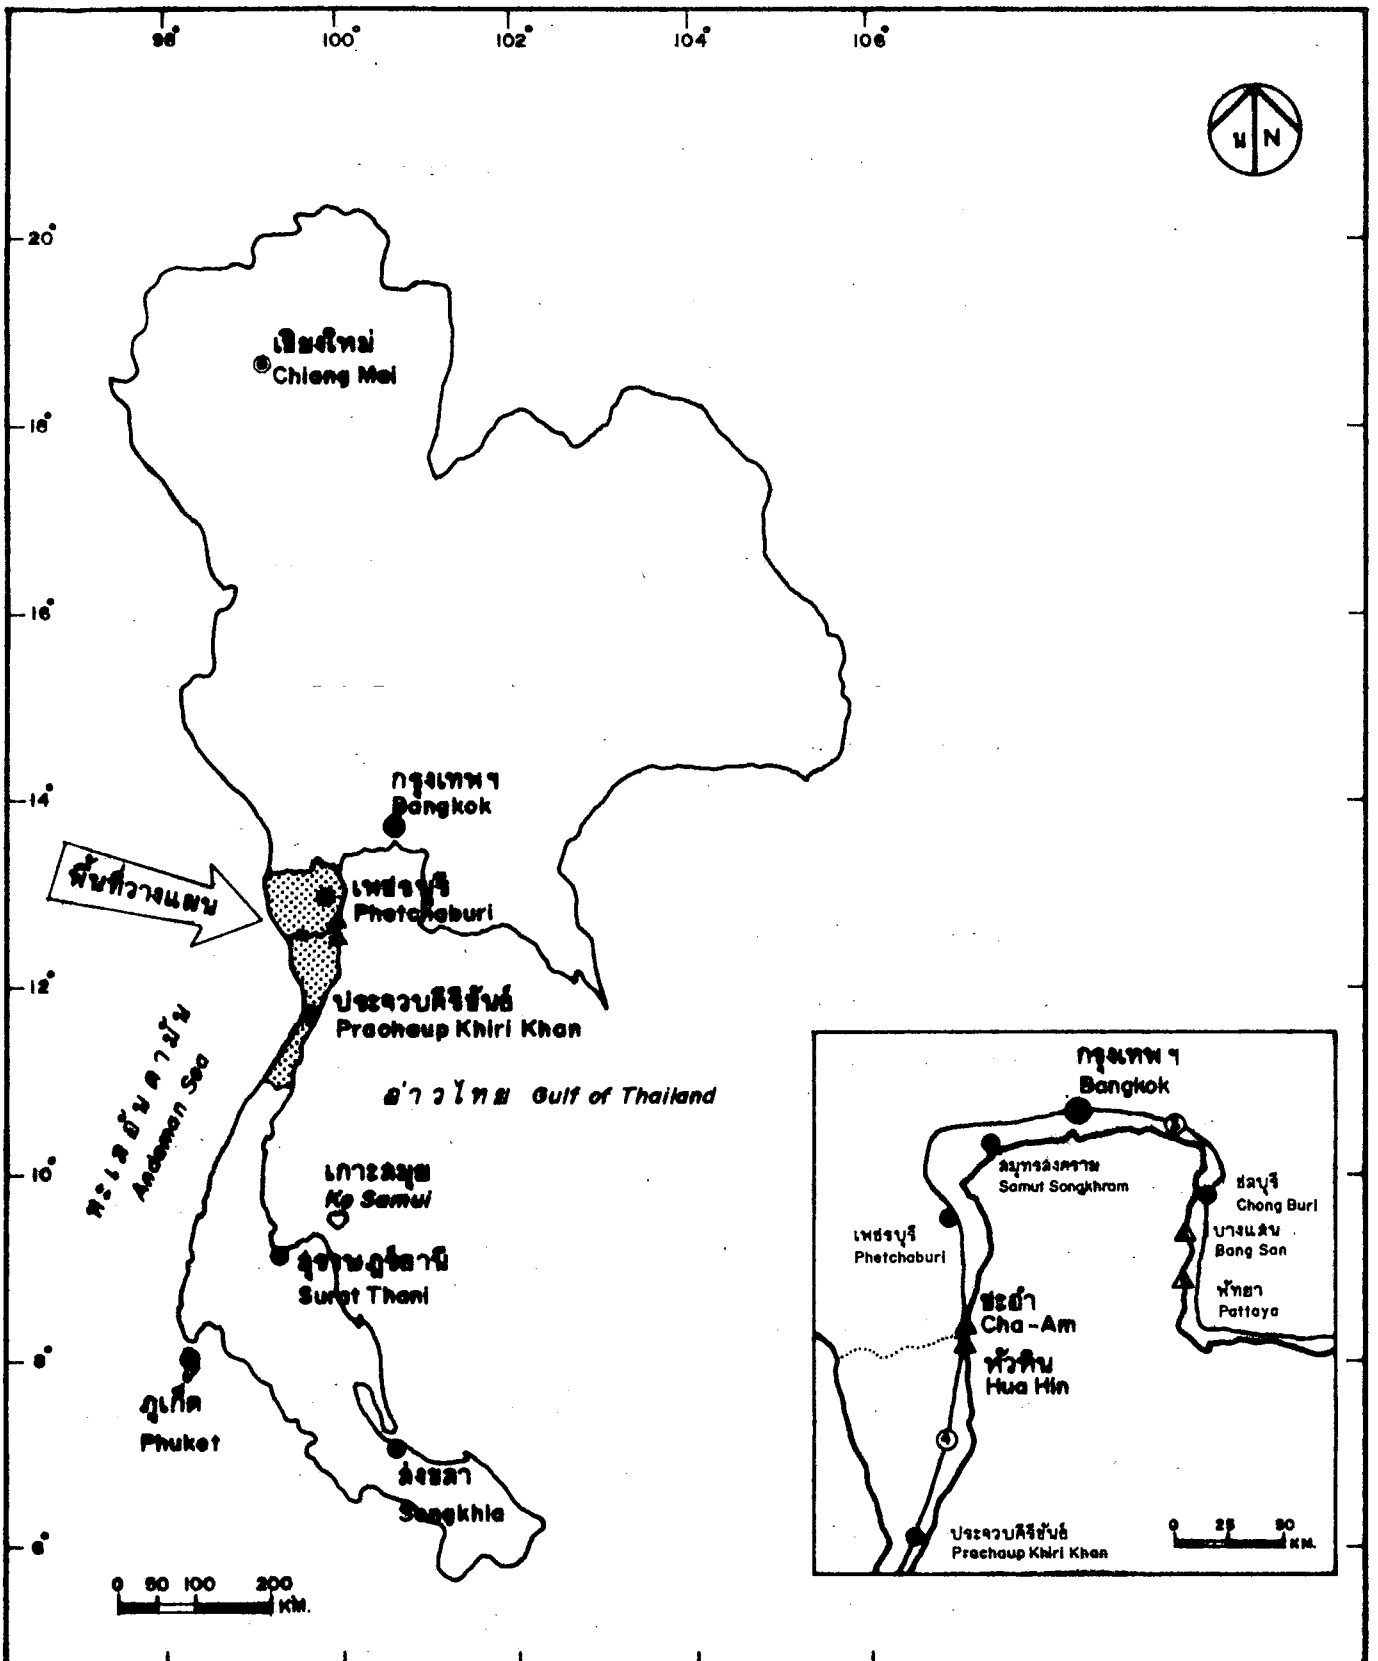 98° 100° 102° 104° 106°
น N
20°
เชียงใหม่
Chiang Mai
18°
16°
14°
กรุงเทพฯ
Bangkok
พื้นที่วางแผน
เพชรบุรี
Phetchaburi
12°
ประจวบคีรีขันธ์
Prachaup Khiri Khan
ทะเลอันดามัน
Andaman Sea
อ่าวไทย Gulf of Thailand
10°
เกาะสมุย
Ko Samui
สุราษฎร์ธานี
Surat Thani
8°
ภูเก็ต
Phuket
สงขลา
Songkhla
6°
0 50 100 200
KM.
กรุงเทพฯ
Bangkok
3
สมุทรสงคราม
Samut Songkhram
ชลบุรี
Chong Buri
เพชรบุรี
Phetchaburi
บางแสน
Bang San
พัทยา
Pattaya
ชะอำ
Cha-Am
หัวหิน
Hua Hin
4
ประจวบคีรีขันธ์
Prachaup Khiri Khan
0 25 50
KM.